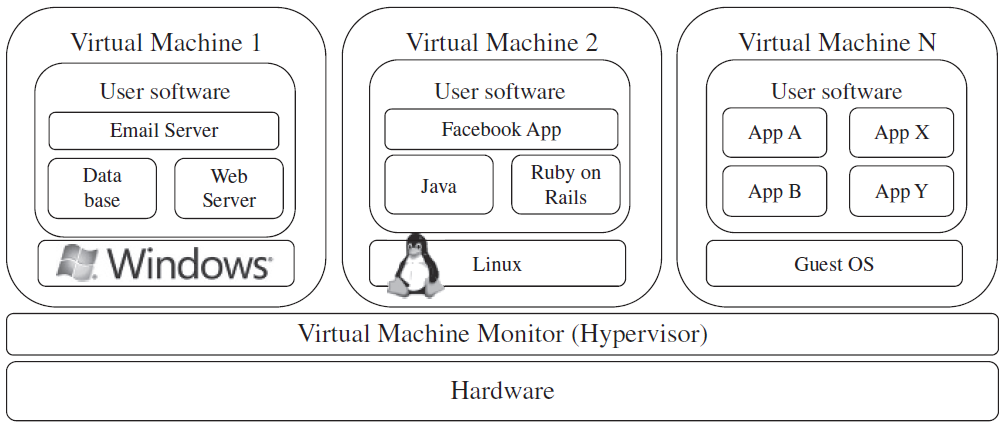 Virtual Machine 1
User software
Email Server
Data
base
Web
Server
Windows
Virtual Machine 2
User software
Facebook App
Java
Ruby on
Rails
Linux
Virtual Machine N
User software
App A
App X
App B
App Y
Guest OS
Virtual Machine Monitor (Hypervisor)
Hardware